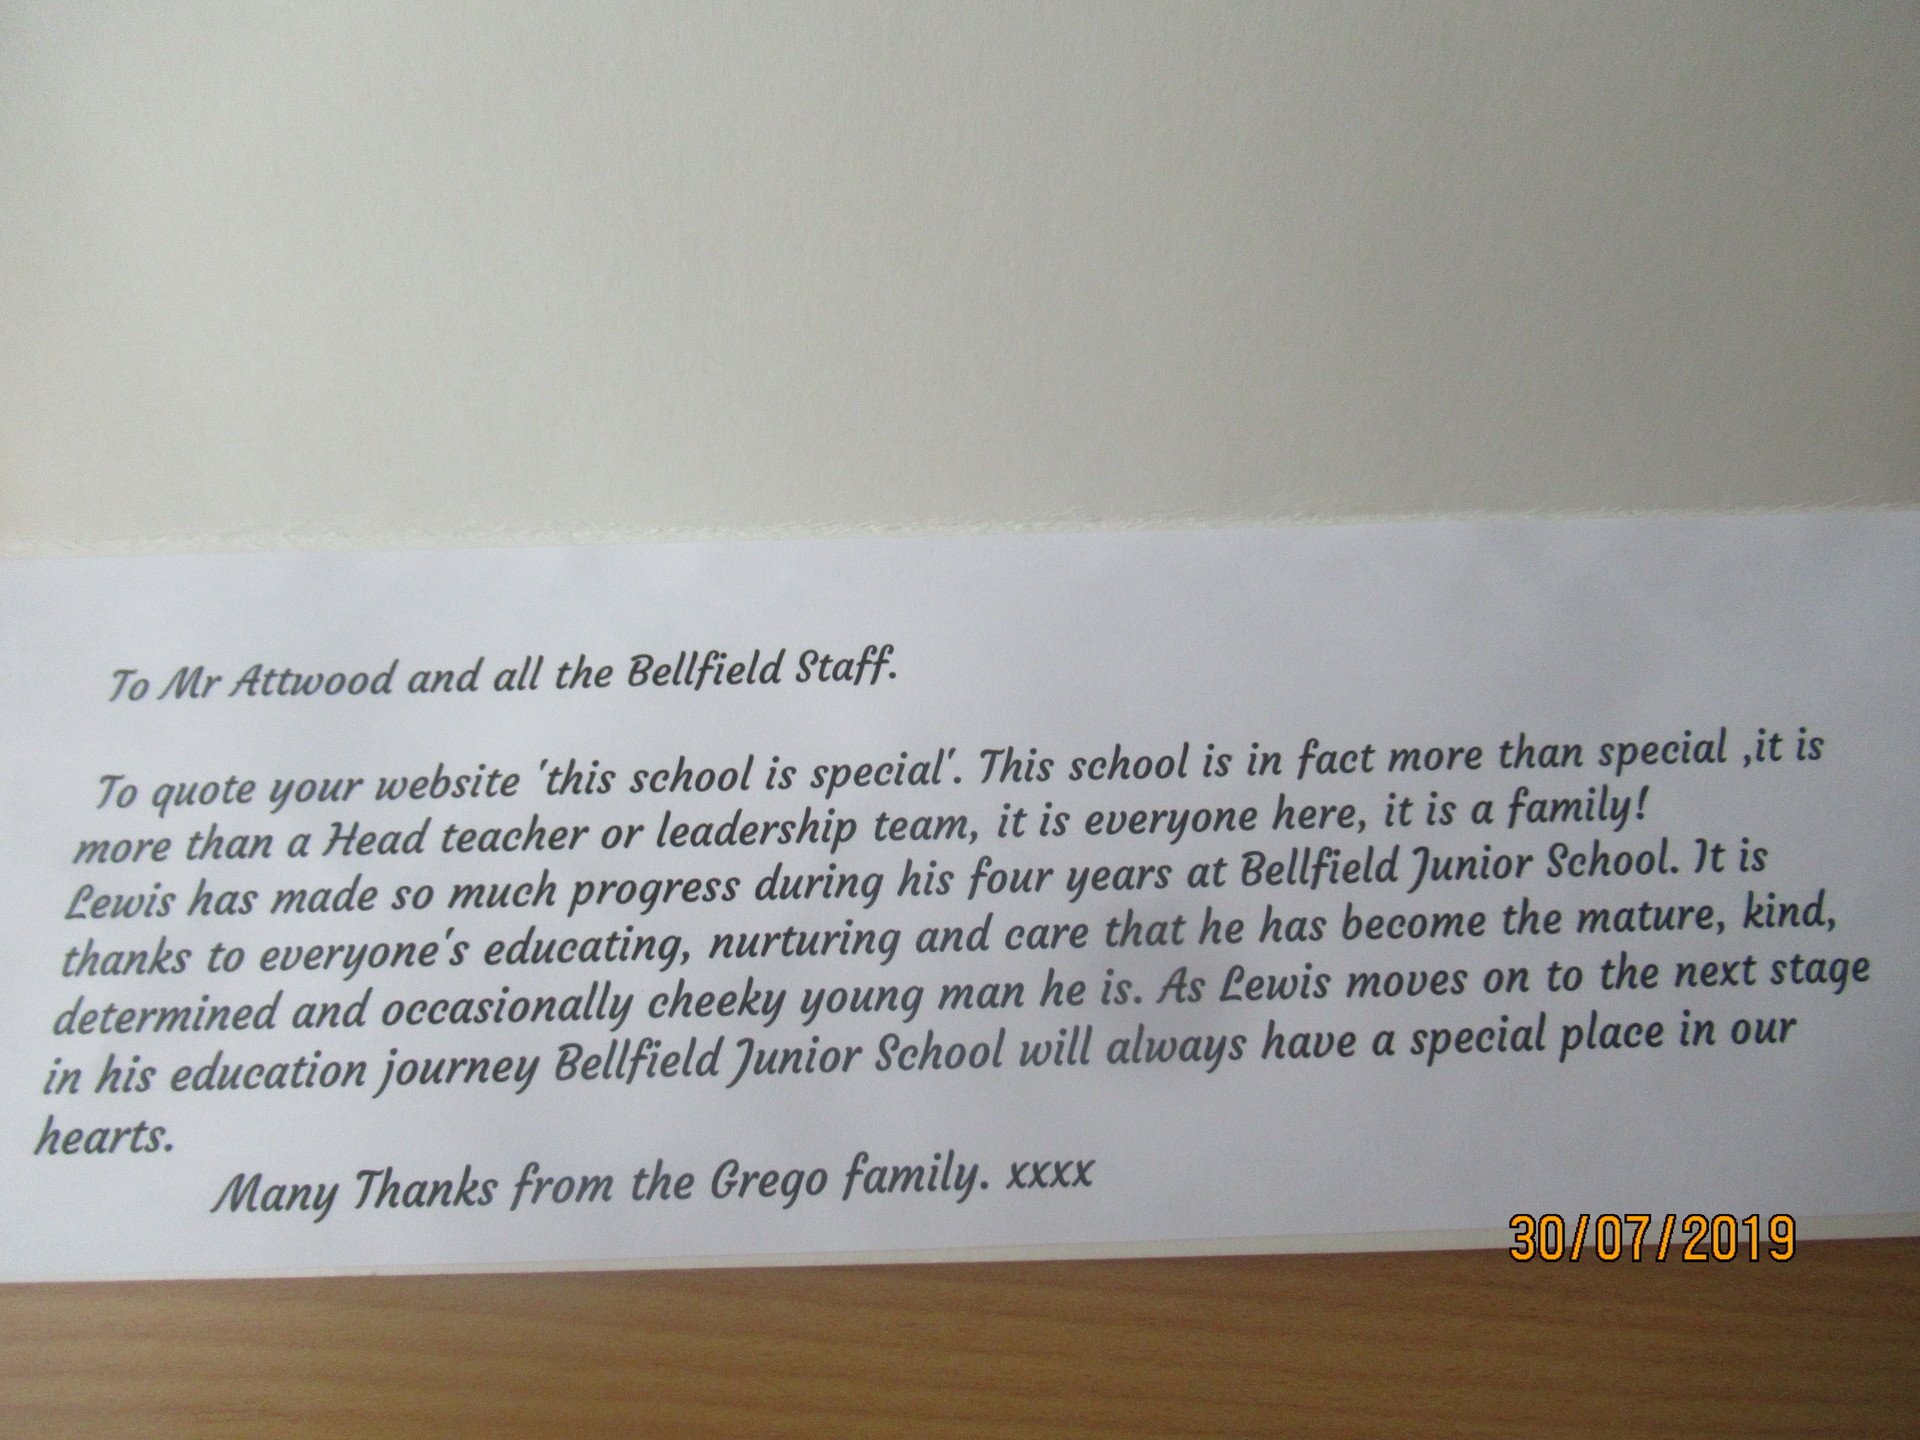 To Mr Attwood and all the Bellfield Staff.
To quote your website 'this school is special'. This school is in fact more than special ,it is
more than a Head teacher or leadership team, it is everyone here, it is a family!
Lewis has made so much progress during his four years at Bellfield Junior School. It is
thanks to everyone's educating, nurturing and care that he has become the mature, kind,
determined and occasionally cheeky young man he is. As Lewis moves on to the next stage
in his education journey Bellfield Junior School will always have a special place in our
hearts.
Many Thanks from the Grego family. xxxx
30/07/2019